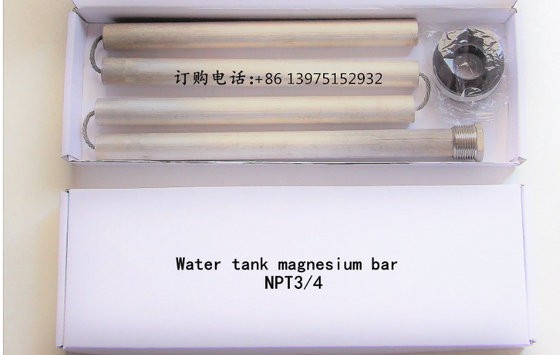 订购电话:+86 13975152932
Water tank magnesium bar
NPT3/4